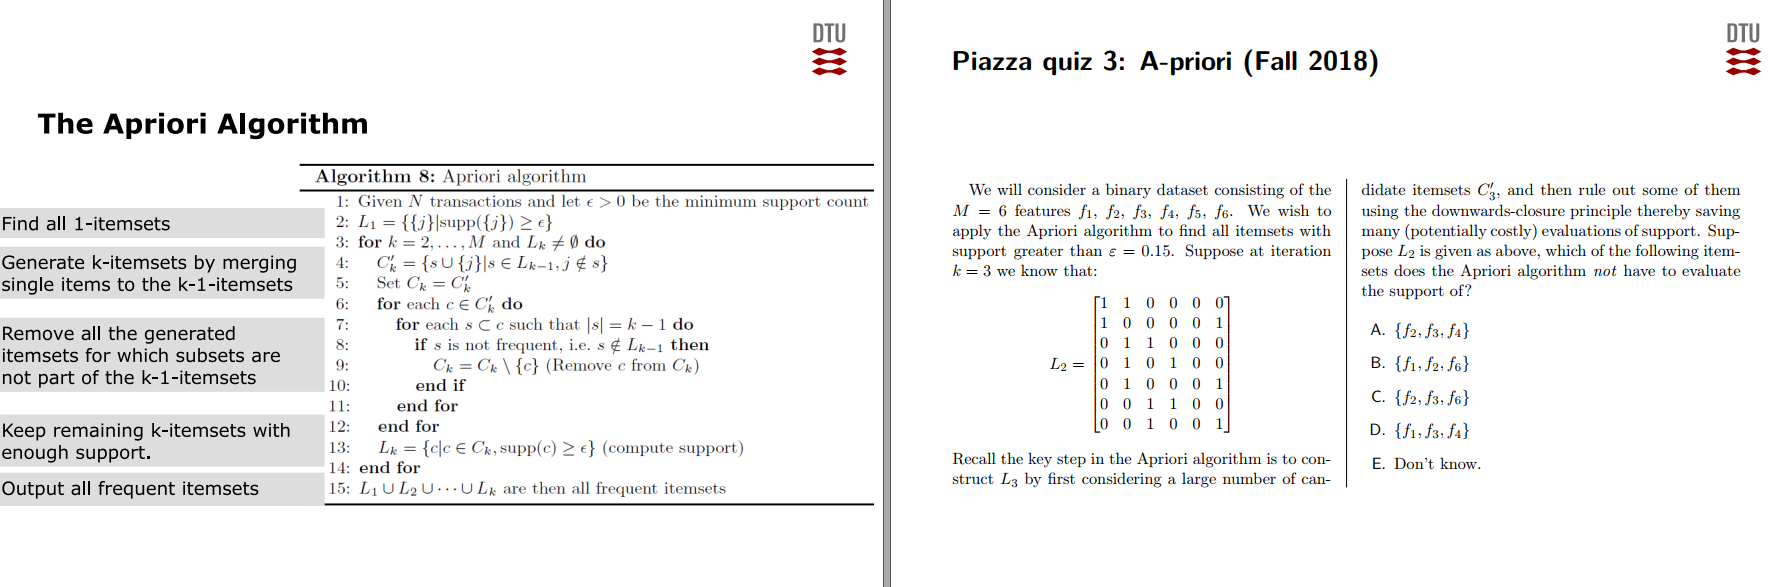 DTU
The Apriori Algorithm
Algorithm 8: Apriori algorithm
1: Given N transactions and let ϵ > 0 be the minimum support count
Find all 1-itemsets
2: L₁ = {{j}|supp({j}) ≥ ϵ}
3: for k = 2, . . . , M and Lₖ ≠ ∅ do
Generate k-itemsets by merging
single items to the k-1-itemsets
4: C′ₖ = {s ∪ {j}|s ∈ Lₖ₋₁, j ∉ s}
5: Set Cₖ = C′ₖ
6: for each c ∈ C′ₖ do
Remove all the generated
itemsets for which subsets are
not part of the k-1-itemsets
7: for each s ⊂ c such that |s| = k − 1 do
8: if s is not frequent, i.e. s ∉ Lₖ₋₁ then
9: Cₖ = Cₖ \ {c} (Remove c from Cₖ)
10: end if
11: end for
12: end for
Keep remaining k-itemsets with
enough support.
13: Lₖ = {c|c ∈ Cₖ, supp(c) ≥ ϵ} (compute support)
14: end for
Output all frequent itemsets
15: L₁ ∪ L₂ ∪ · · · ∪ Lₖ are then all frequent itemsets
DTU
Piazza quiz 3: A-priori (Fall 2018)
We will consider a binary dataset consisting of the
M = 6 features f₁, f₂, f₃, f₄, f₅, f₆. We wish to
apply the Apriori algorithm to find all itemsets with
support greater than ε = 0.15. Suppose at iteration
k = 3 we know that:
1 1 0 0 0 0
1 0 0 0 0 1
0 1 1 0 0 0
L₂ = 0 1 0 1 0 0
0 1 0 0 0 1
0 0 1 1 0 0
0 0 1 0 0 1
Recall the key step in the Apriori algorithm is to con-
struct L₃ by first considering a large number of can-
didate itemsets C′₃, and then rule out some of them
using the downwards-closure principle thereby saving
many (potentially costly) evaluations of support. Sup-
pose L₂ is given as above, which of the following item-
sets does the Apriori algorithm not have to evaluate
the support of?
A. {f₂, f₃, f₄}
B. {f₁, f₂, f₆}
C. {f₂, f₃, f₆}
D. {f₁, f₃, f₄}
E. Don't know.